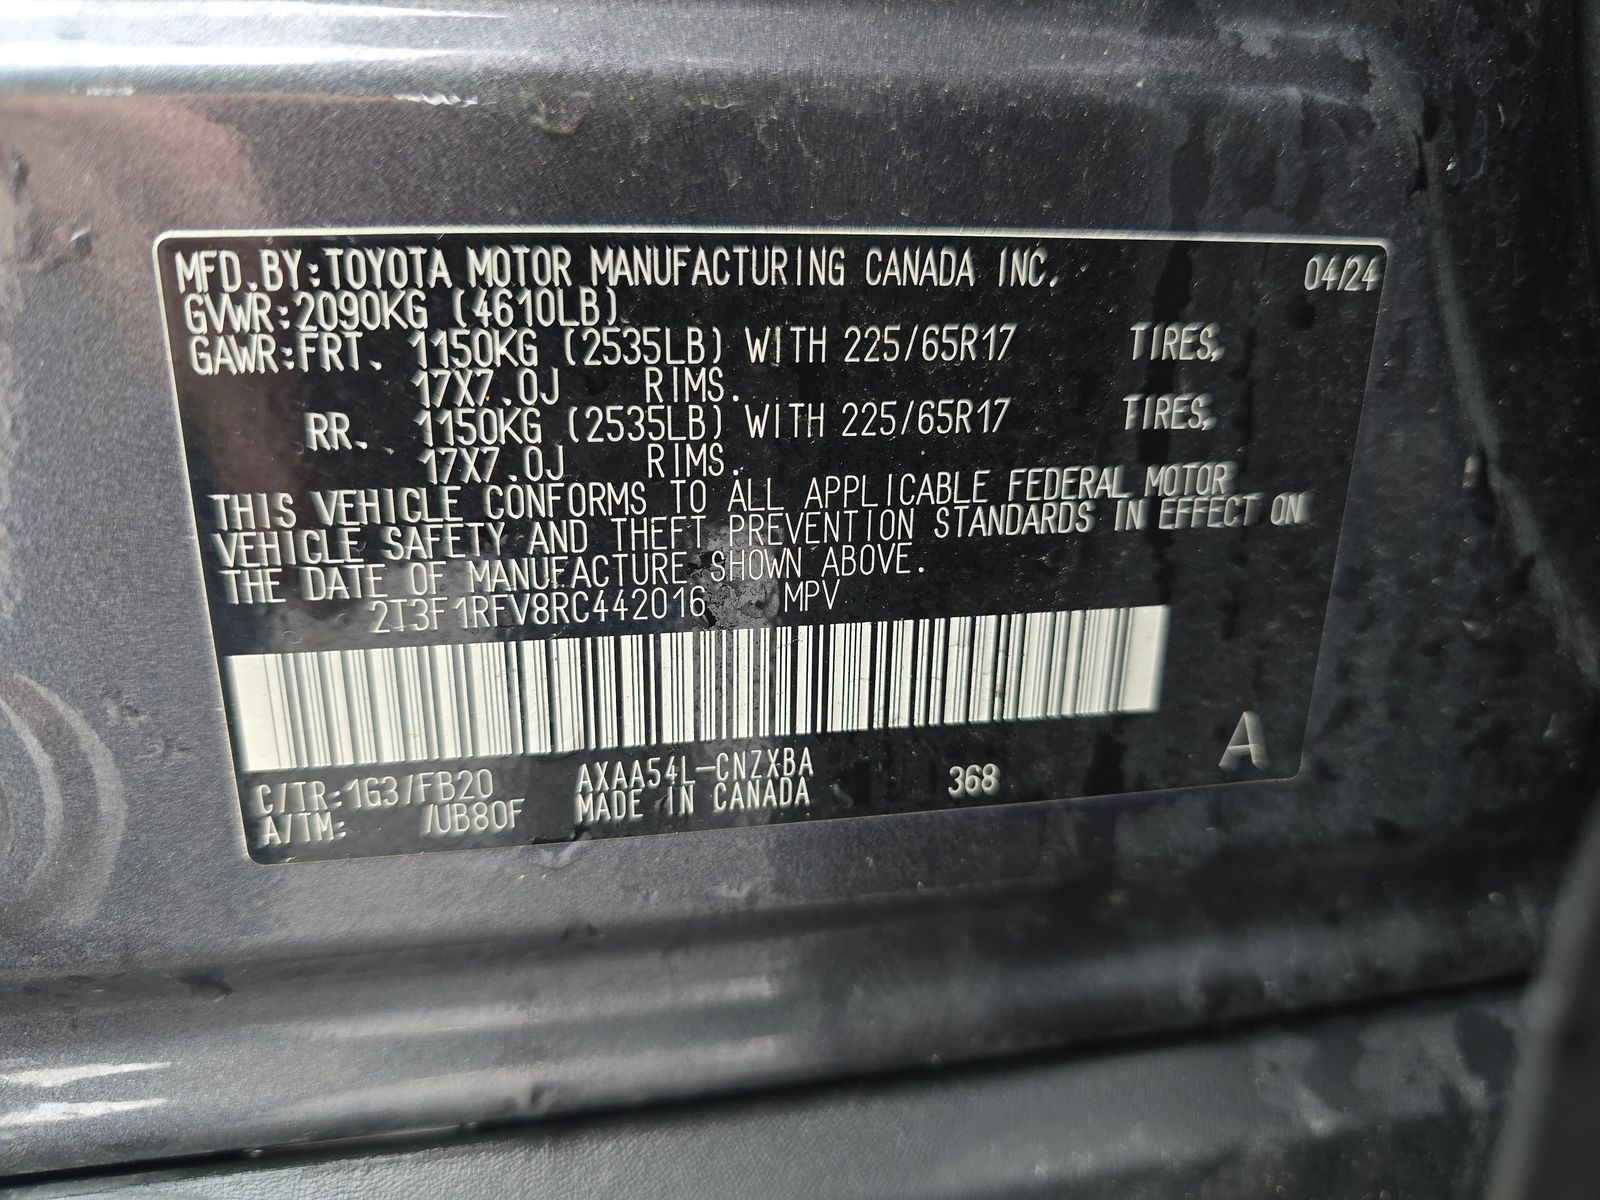 MFD.BY:TOYOTA MOTOR MANUFACTURING CANADA INC. 04/24
GVWR:2090KG (4610LB)
GAWR:FRT. 1150KG (2535LB) WITH 225/65R17 TIRES,
17X7.0J RIMS.
RR. 1150KG (2535LB) WITH 225/65R17 TIRES,
17X7.0J RIMS.
THIS VEHICLE CONFORMS TO ALL APPLICABLE FEDERAL MOTOR
VEHICLE SAFETY AND THEFT PREVENTION STANDARDS IN EFFECT ON
THE DATE OF MANUFACTURE SHOWN ABOVE.
2T3F1RFV8RC442016 MPV
C/TR:1G3/FB20 AXAA54L-CNZXBA 368 A
A/TM: /UB80F MADE IN CANADA